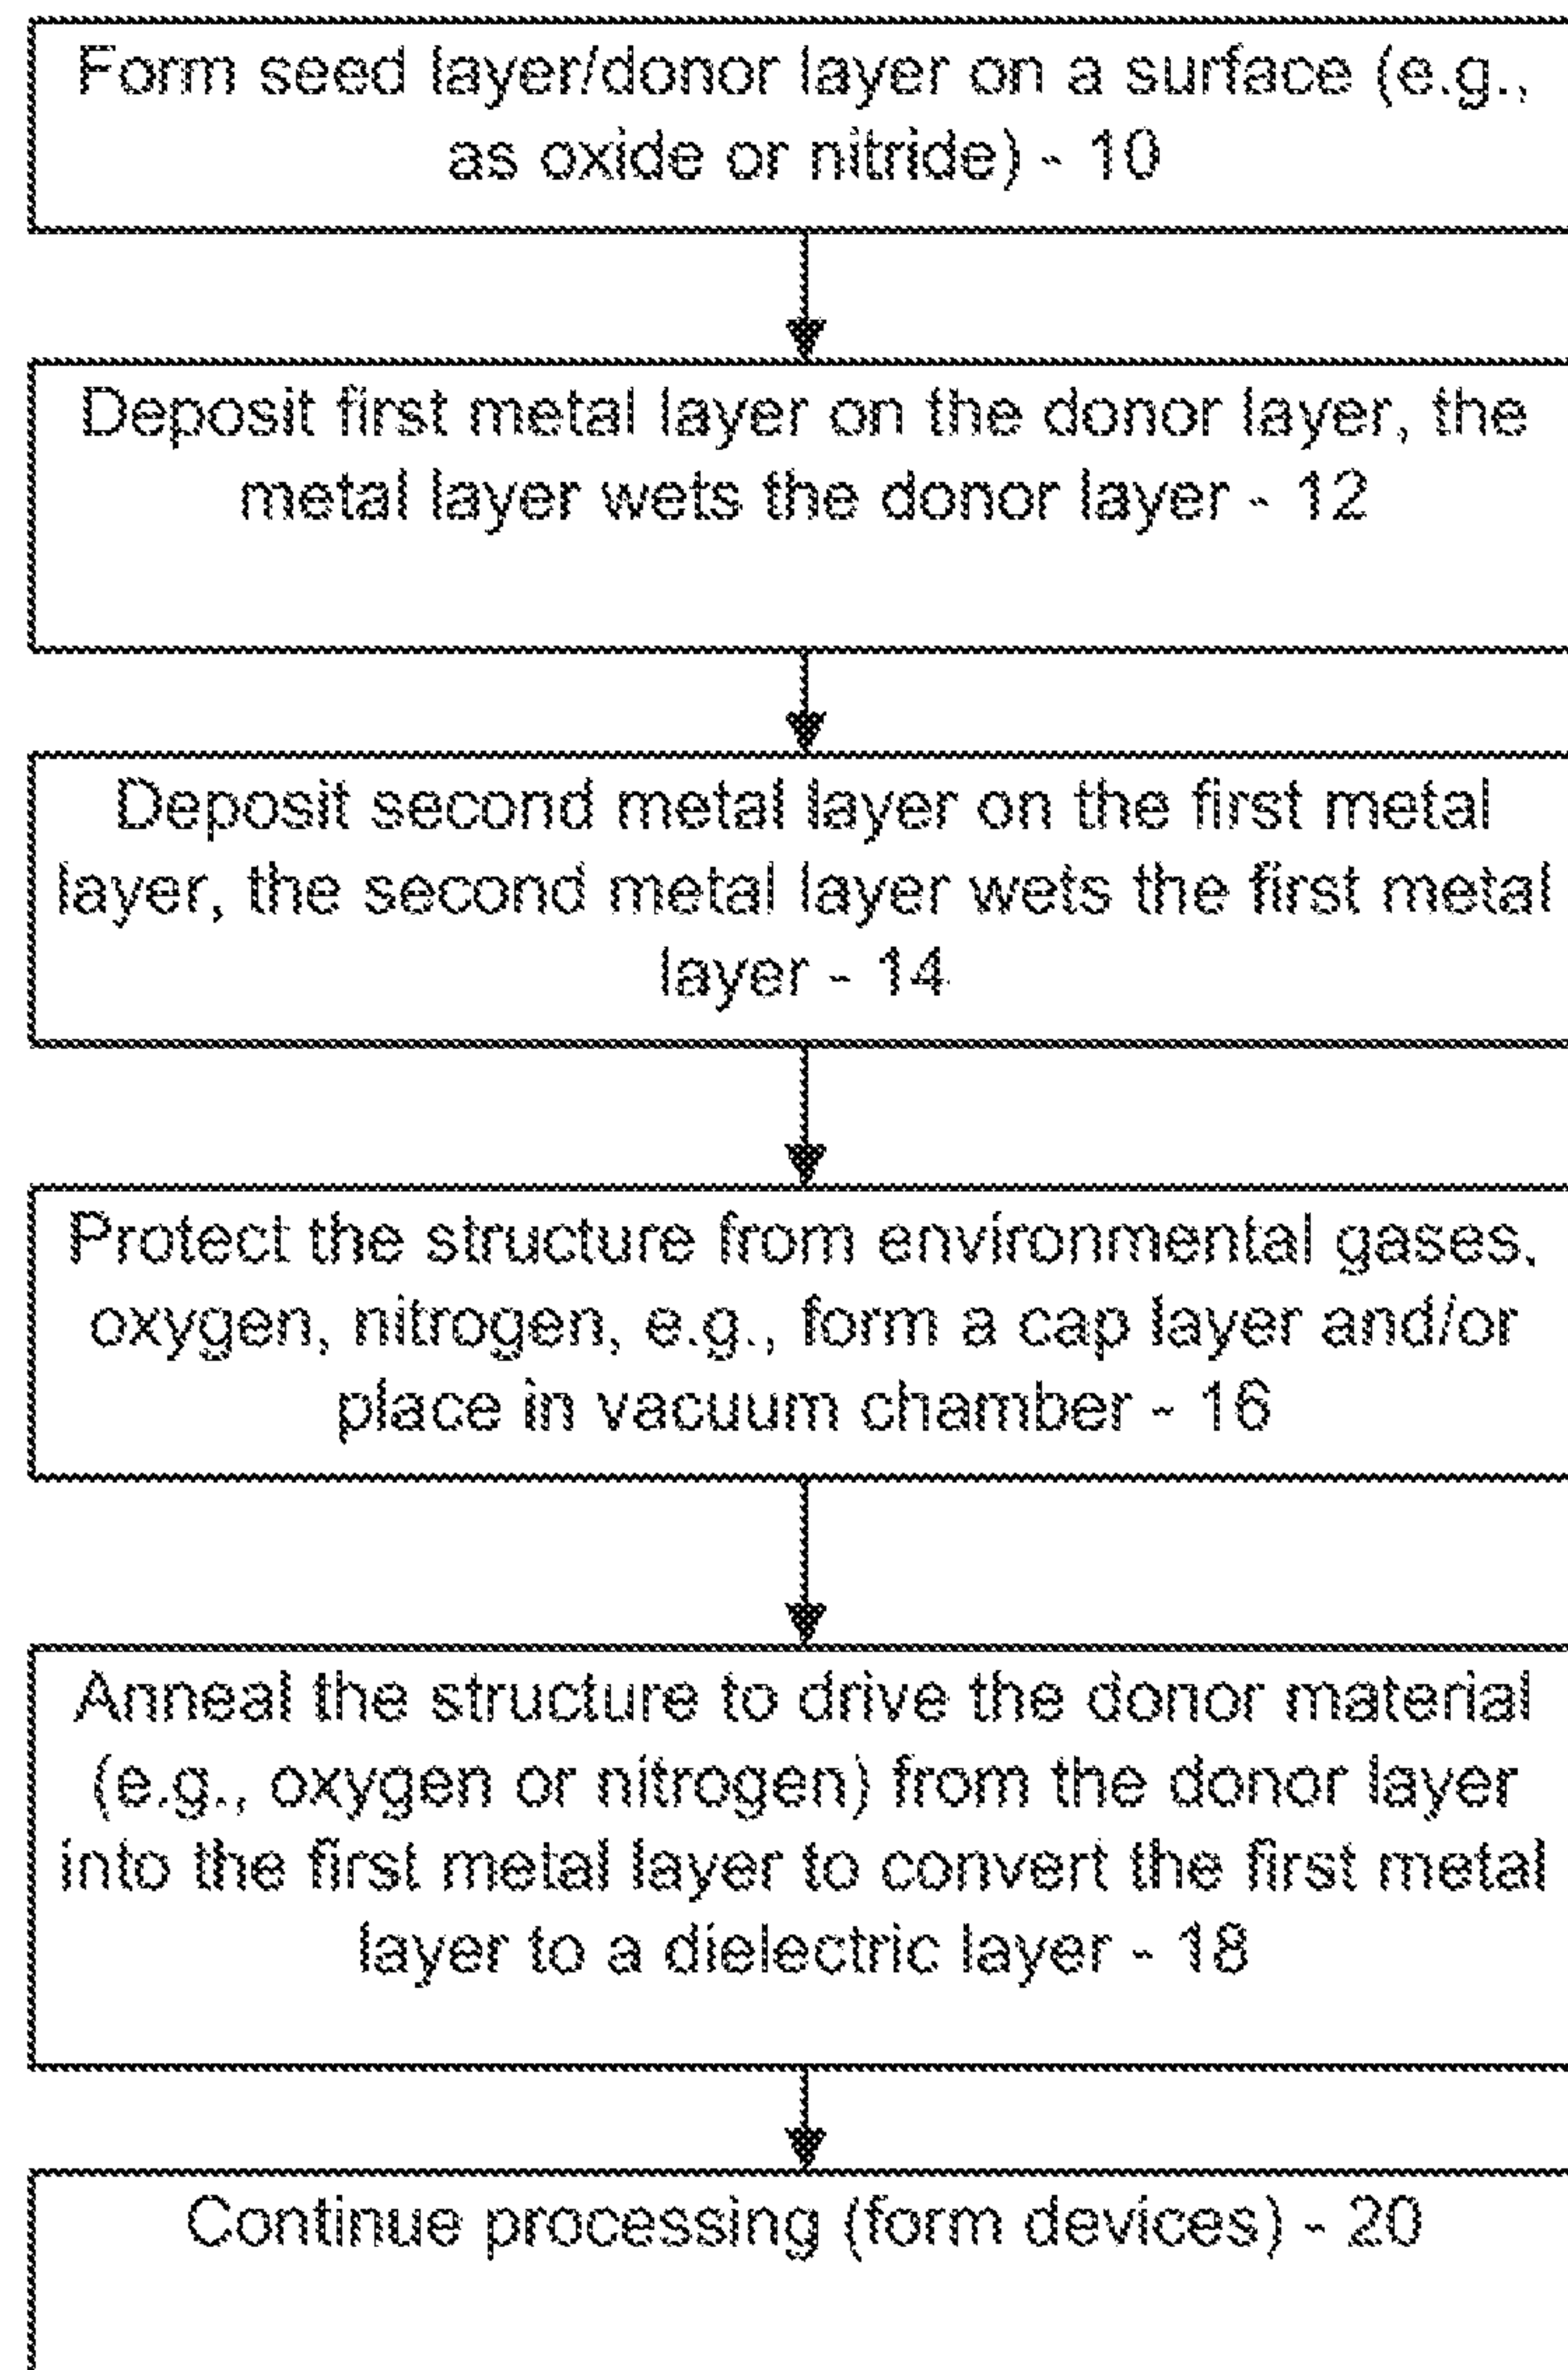 Form seed layer/donor layer on a surface (e.g.,
as oxide or nitride) - 10
Deposit first metal layer on the donor layer, the
metal layer wets the donor layer - 12
Deposit second metal layer on the first metal
layer, the second metal layer wets the first metal
layer - 14
Protect the structure from environmental gases,
oxygen, nitrogen, e.g., form a cap layer and/or
place in vacuum chamber - 16
Anneal the structure to drive the donor material
(e.g., oxygen or nitrogen) from the donor layer
into the first metal layer to convert the first metal
layer to a dielectric layer - 18
Continue processing (form devices) - 20